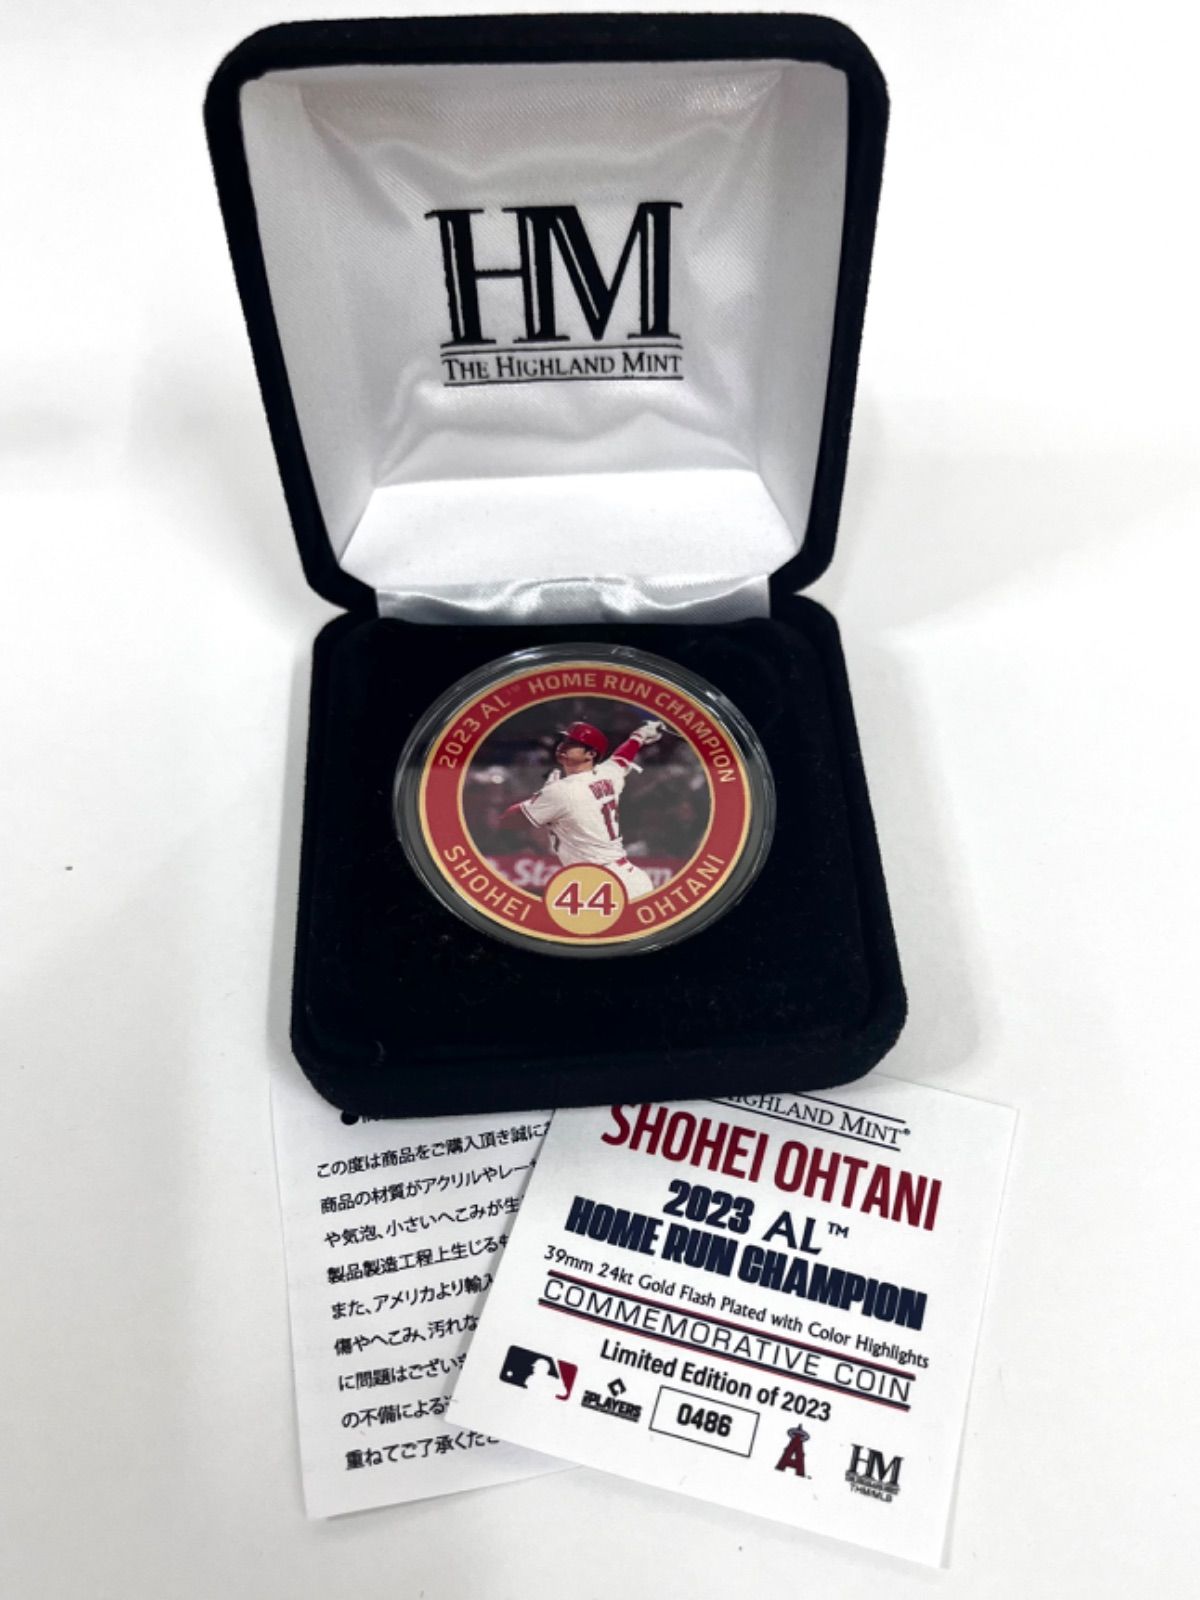 HM
THE HIGHLAND MINT
2023 AL™ HOME RUN CHAMPION
OHTANI
SHOHEI 44 OHTANI
この度は商品をご購入頂き誠に
商品の材質がアクリルやレー
や気泡、小さいへこみが生
製品製造工程上生じる
また、アメリカより輸入
傷やへこみ、汚れな
に問題はござい
の不備による
重ねてご了承くだ
HIGHLAND MINT®
SHOHEI OHTANI
2023 AL™
HOME RUN CHAMPION
39mm 24kt Gold Flash Plated with Color Highlights
COMMEMORATIVE COIN
Limited Edition of 2023
PLAYERS
0486
A
HM
THM/MLB